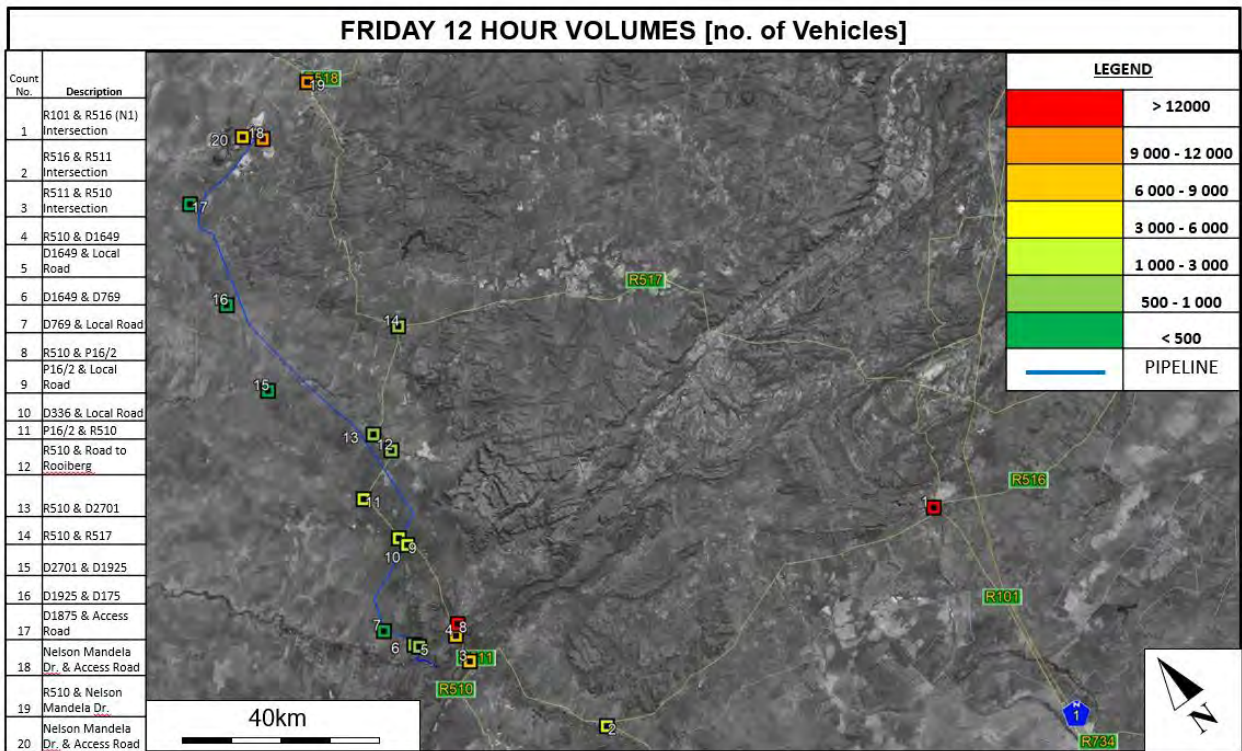 FRIDAY 12 HOUR VOLUMES [no. of Vehicles]
Count
No.
Description
1
R101 & R516 (N1)
Intersection
2
R516 & R511
Intersection
3
R511 & R510
Intersection
4
R510 & D1649
5
D1649 & Local
Road
6
D1649 & D769
7
D769 & Local Road
8
R510 & P16/2
9
P16/2 & Local
Road
10
D336 & Local Road
11
P16/2 & R510
12
R510 & Road to
Rooiberg
13
R510 & D2701
14
R510 & R517
15
D2701 & D1925
16
D1925 & D175
17
D1875 & Access
Road
18
Nelson Mandela
Dr. & Access Road
19
R510 & Nelson
Mandela Dr.
20
Nelson Mandela
Dr. & Access Road
518
19
20
18
17
R517
16
14
15
13
12
11
R516
1
10
9
R101
7
8
4
6
5
3
11
R510
2
N
1
R734
40km
LEGEND
> 12000
9 000 - 12 000
6 000 - 9 000
3 000 - 6 000
1 000 - 3 000
500 - 1 000
< 500
PIPELINE
N